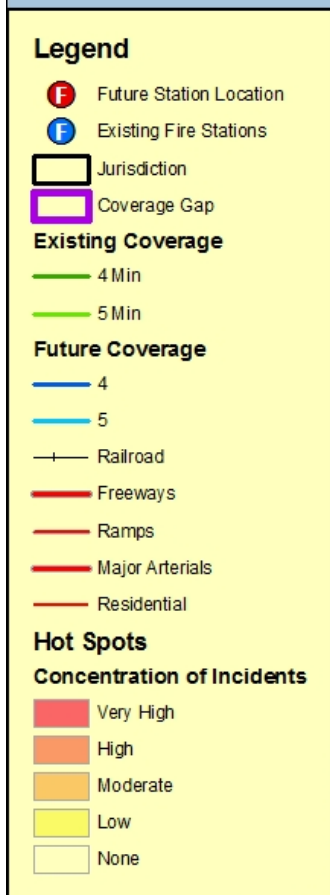 Legend
F Future Station Location
F Existing Fire Stations
Jurisdiction
Coverage Gap
Existing Coverage
4 Min
5 Min
Future Coverage
4
5
Railroad
Freeways
Ramps
Major Arterials
Residential
Hot Spots
Concentration of Incidents
Very High
High
Moderate
Low
None